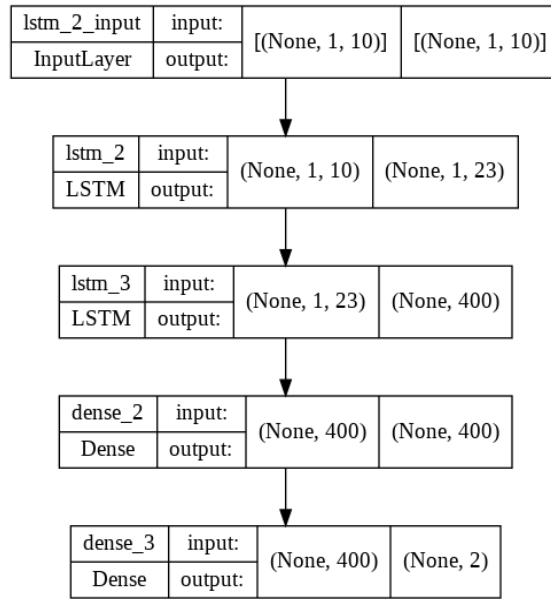 lstm_2_input input: [(None, 1, 10)] [(None, 1, 10)]
InputLayer output:
lstm_2 input: (None, 1, 10) (None, 1, 23)
LSTM output:
lstm_3 input: (None, 1, 23) (None, 400)
LSTM output:
dense_2 input: (None, 400) (None, 400)
Dense output:
dense_3 input: (None, 400) (None, 2)
Dense output: